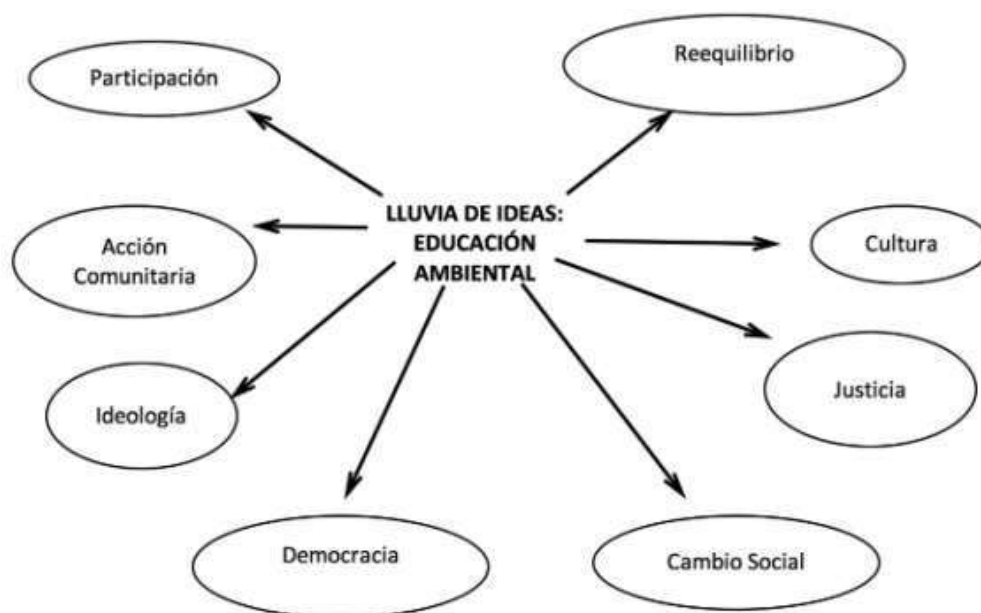 Participación
Reequilibrio
LLUVIA DE IDEAS:
EDUCACIÓN
AMBIENTAL
Acción
Comunitaria
Cultura
Ideología
Justicia
Democracia
Cambio Social